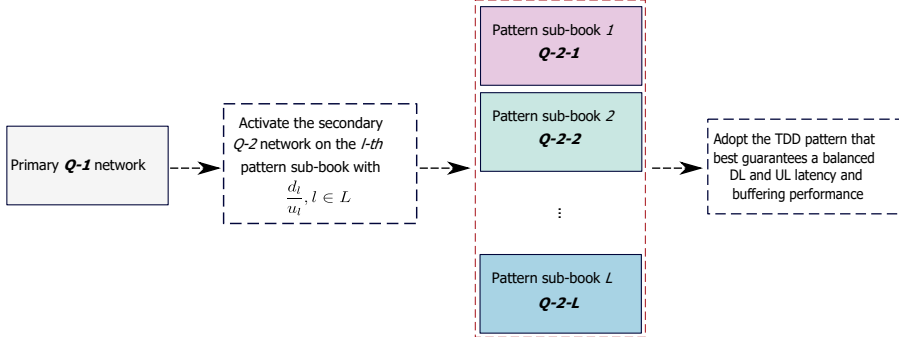 Primary Q-1 network
Activate the secondary
Q-2 network on the l-th
pattern sub-book with
d_l/u_l, l ∈ L
Pattern sub-book 1
Q-2-1
Pattern sub-book 2
Q-2-2
...
Pattern sub-book L
Q-2-L
Adopt the TDD pattern that
best guarantees a balanced
DL and UL latency and
buffering performance